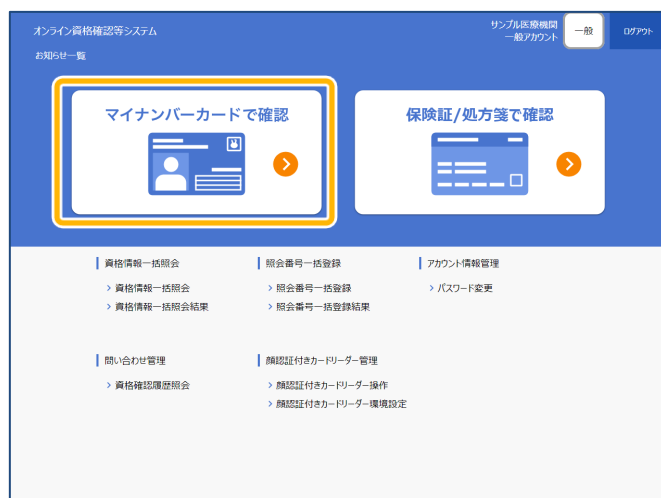 オンライン資格確認等システム
サンプル医療機関
一般アカウント
一般
ログアウト
お知らせ一覧
マイナンバーカードで確認
保険証/処方箋で確認
資格情報一括照会
資格情報一括照会
資格情報一括照会結果
照会番号一括登録
照会番号一括登録
照会番号一括登録結果
アカウント情報管理
パスワード変更
問い合わせ管理
資格確認履歴照会
顔認証付きカードリーダー管理
顔認証付きカードリーダー操作
顔認証付きカードリーダー環境設定